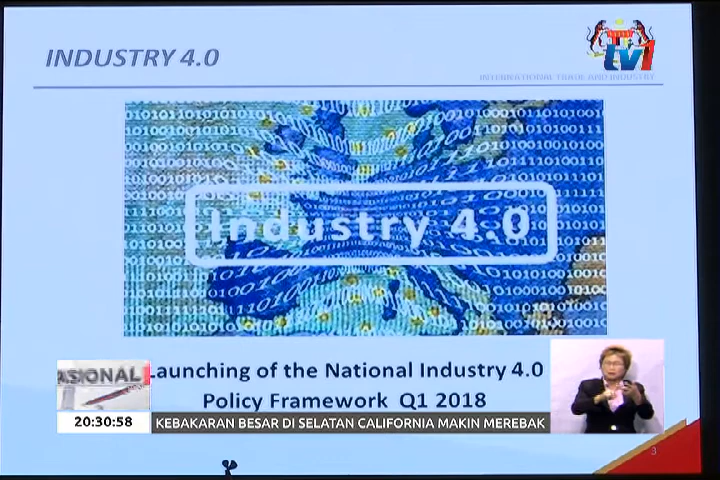 INDUSTRY 4.0
tv1
INTERNATIONAL TRADE AND INDUSTRY
Industry 4.0
Launching of the National Industry 4.0
Policy Framework Q1 2018
ASIONAL
20:30:58
KEBAKARAN BESAR DI SELATAN CALIFORNIA MAKIN MEREBAK
3